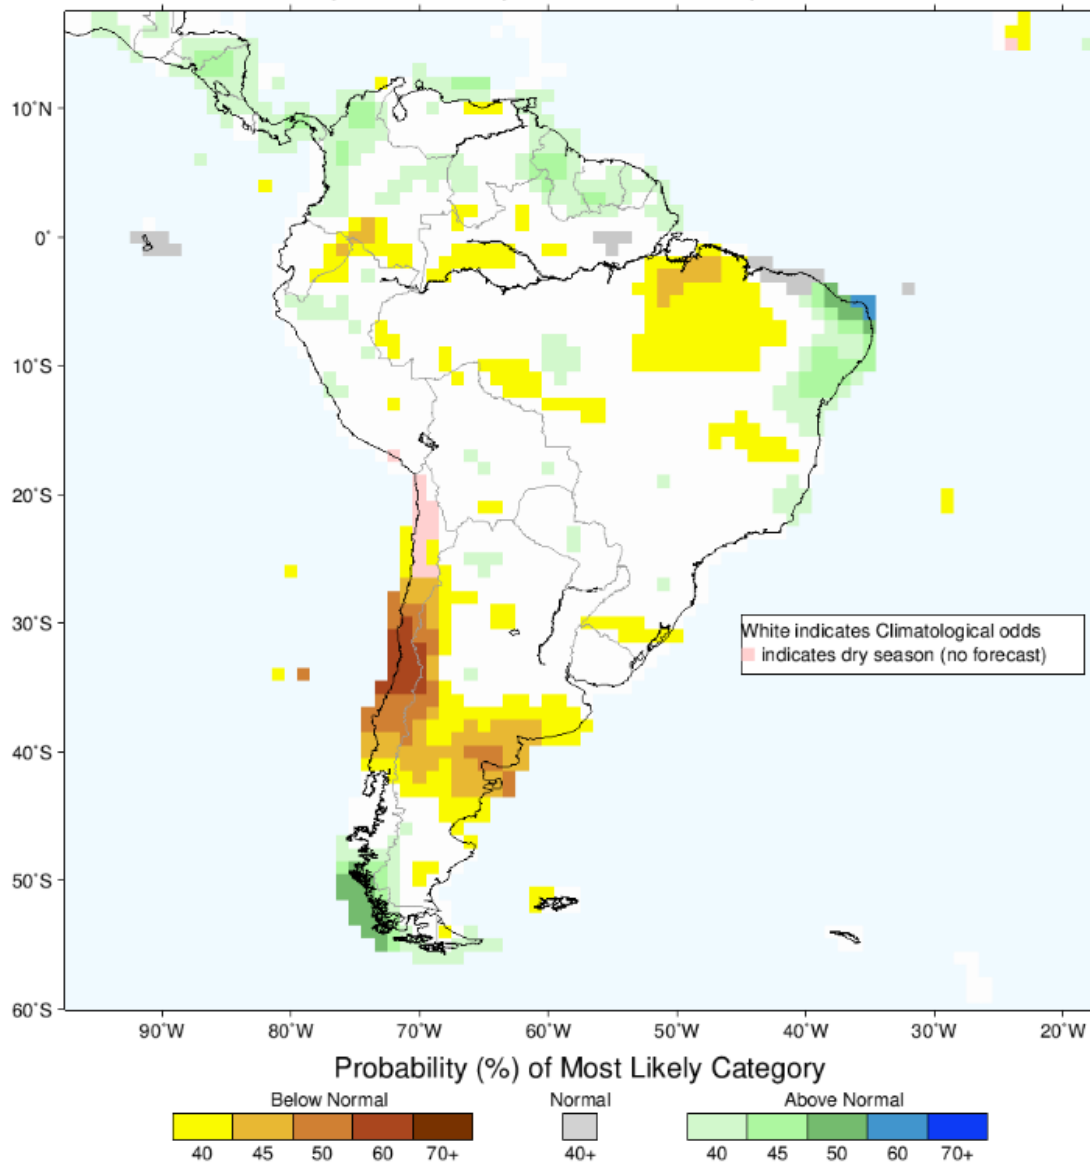 10°N
0°
10°S
20°S
30°S
White indicates Climatological odds
indicates dry season (no forecast)
40°S
50°S
60°S
90°W 80°W 70°W 60°W 50°W 40°W 30°W 20°W
Probability (%) of Most Likely Category
Below Normal Normal Above Normal
40 45 50 60 70+ 40+ 40 45 50 60 70+